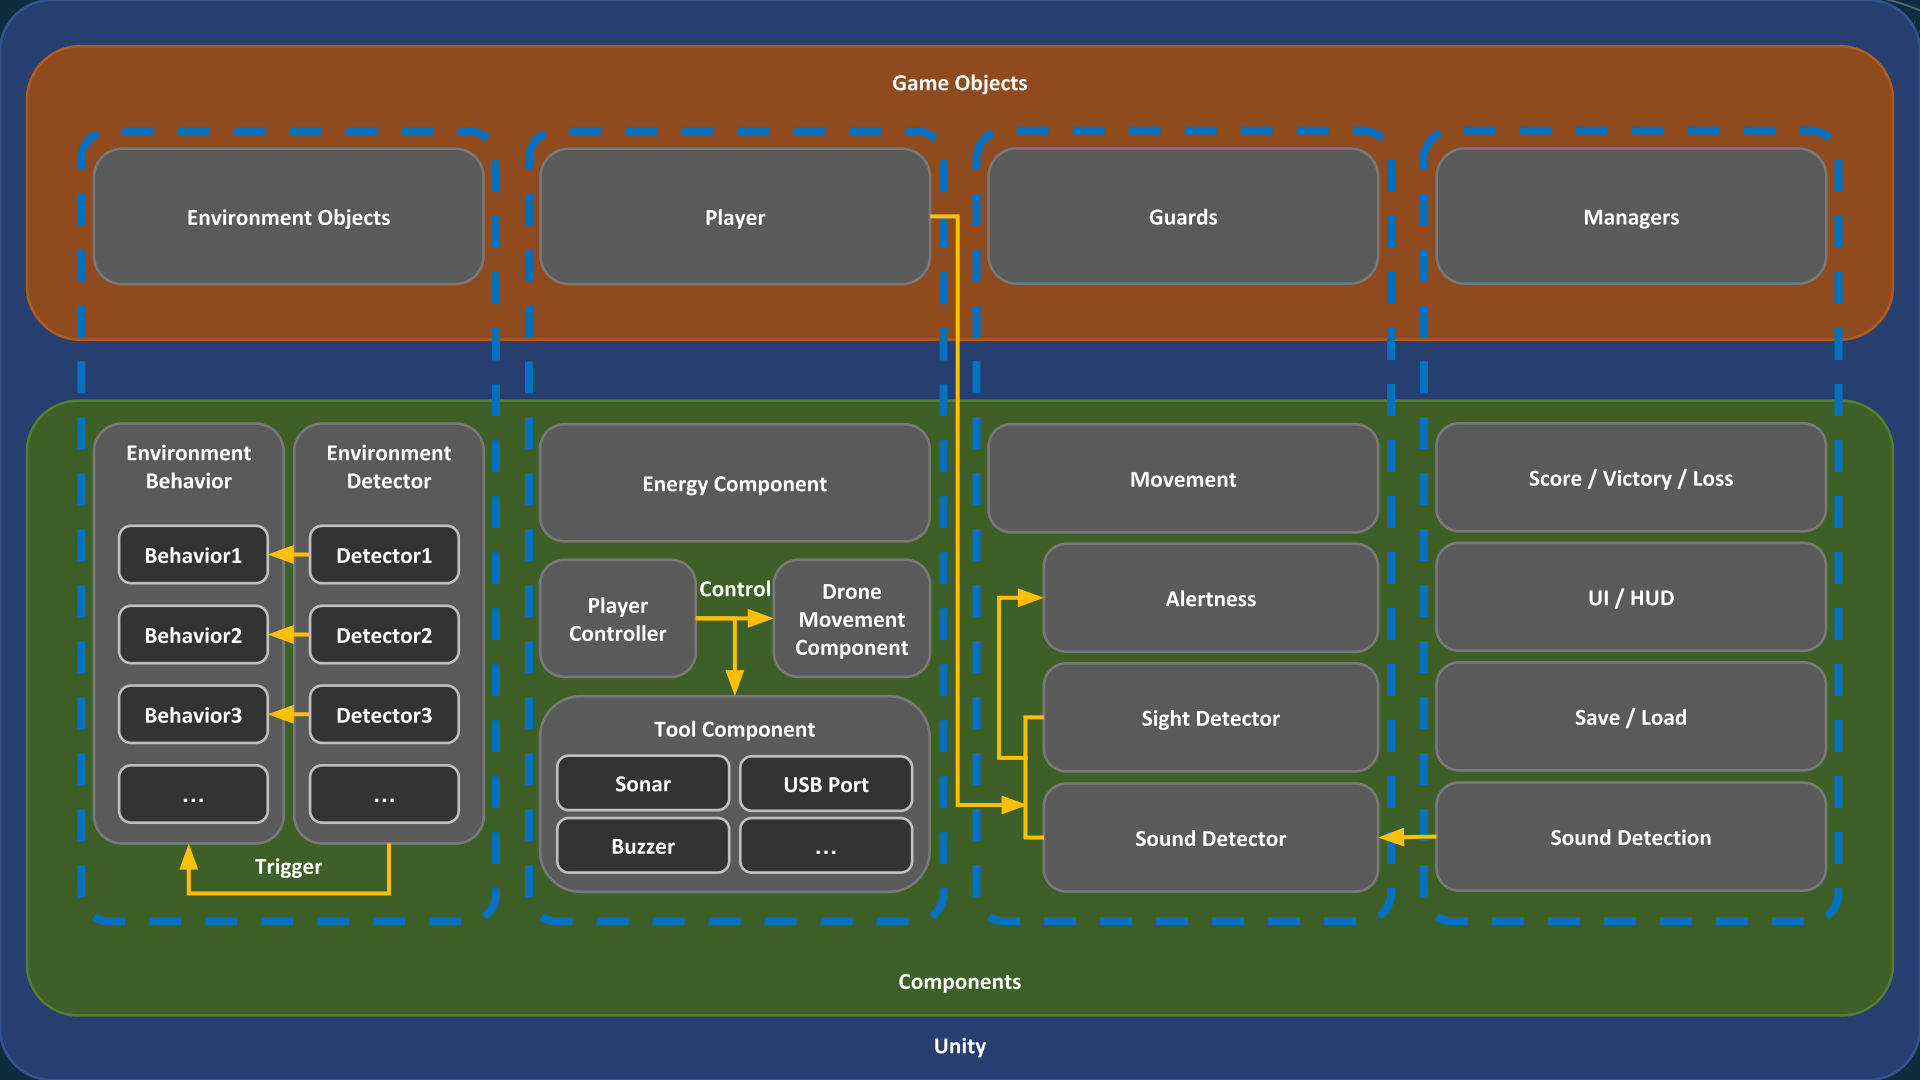 Game Objects
Environment Objects
Player
Guards
Managers
Environment
Behavior
Environment
Detector
Behavior1
Detector1
Behavior2
Detector2
Behavior3
Detector3
...
...
Trigger
Energy Component
Player
Controller
Control
Drone
Movement
Component
Tool Component
Sonar
USB Port
Buzzer
...
Movement
Alertness
Sight Detector
Sound Detector
Score / Victory / Loss
UI / HUD
Save / Load
Sound Detection
Components
Unity